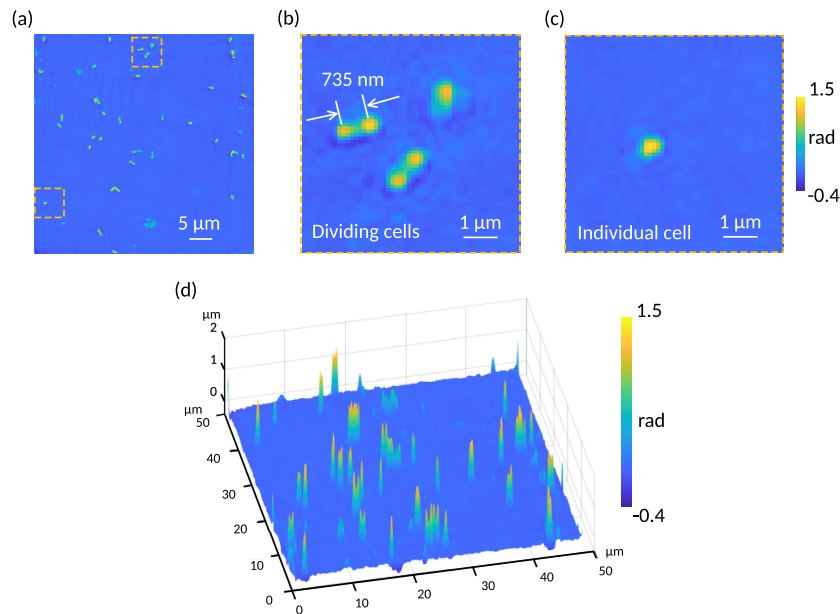 (a)
(b)
(c)
735 nm
1.5
rad
-0.4
5 µm
Dividing cells
1 µm
Individual cell
1 µm
(d)
µm
2
1
0
µm
50
40
30
20
10
0
0
10
20
30
40
50
µm
1.5
rad
-0.4